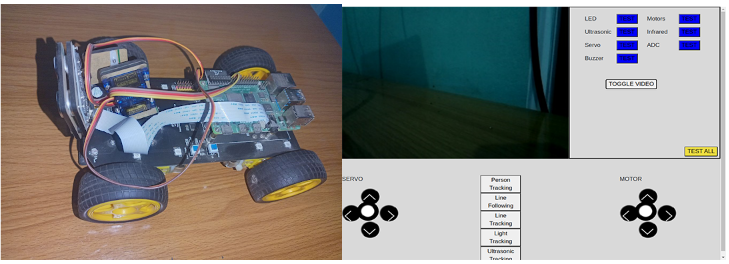 LED
Motors
Ultrasonic
Infrared
Servo
ADC
Buzzer
TOGGLE VIDEO
TEST ALL
SERVO
Person
Tracking
Line
Following
Line
Tracking
Light
Tracking
Ultrasonic
Tracking
MOTOR